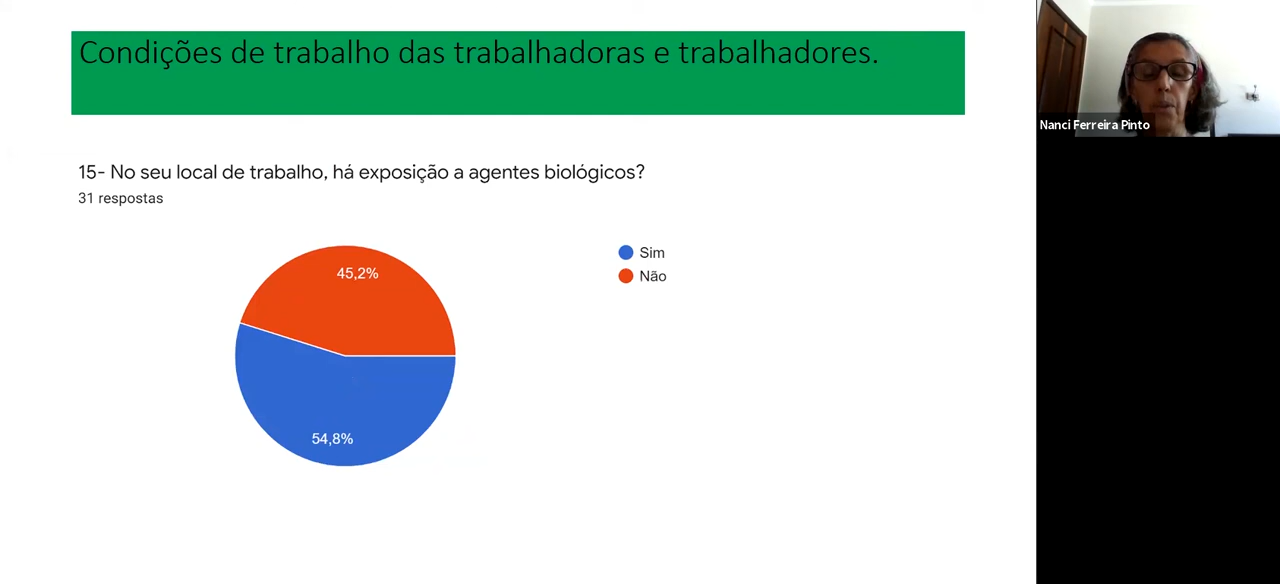 Condições de trabalho das trabalhadoras e trabalhadores.
15- No seu local de trabalho, há exposição a agentes biológicos?
31 respostas
45,2%
54,8%
Sim
Não
Nanci Ferreira Pinto